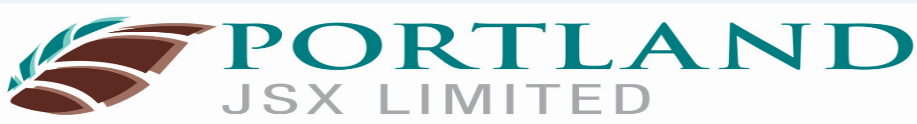 PORTLAND
JSX LIMITED